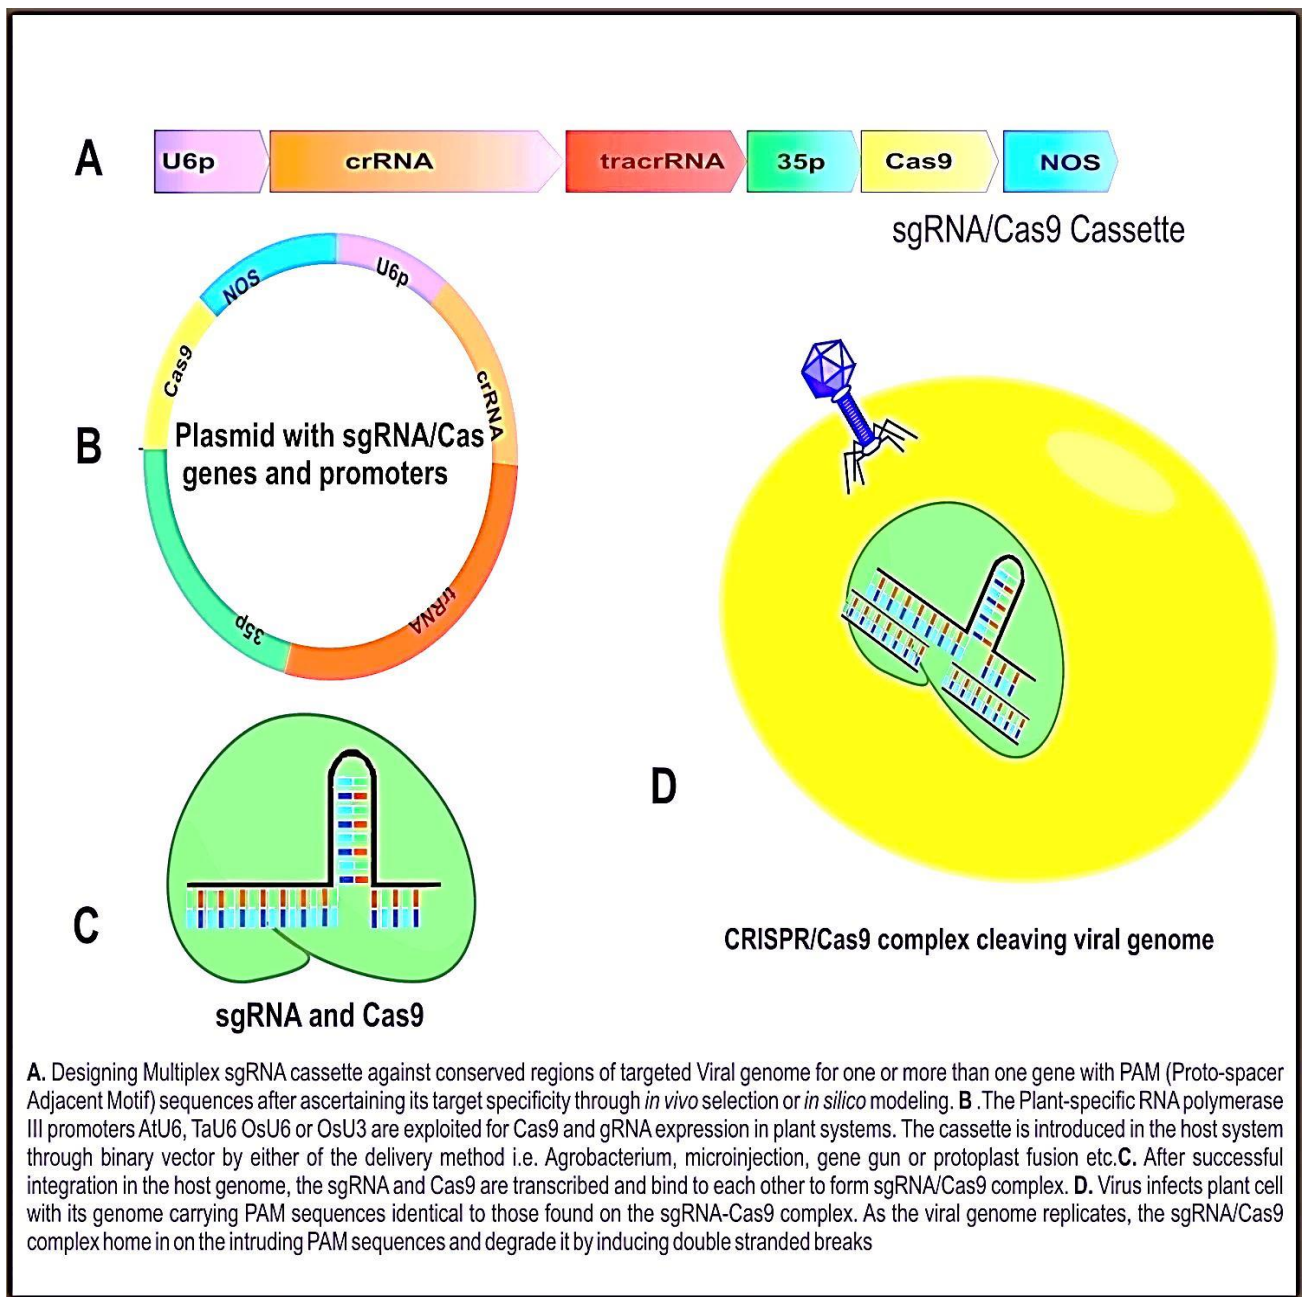 A
U6p
crRNA
tracrRNA
35p
Cas9
NOS
sgRNA/Cas9 Cassette
NOS
U6p
Cas9
crRNA
B
Plasmid with sgRNA/Cas
genes and promoters
35p
trRNA
D
C
CRISPR/Cas9 complex cleaving viral genome
sgRNA and Cas9
A. Designing Multiplex sgRNA cassette against conserved regions of targeted Viral genome for one or more than one gene with PAM (Proto-spacer
Adjacent Motif) sequences after ascertaining its target specificity through in vivo selection or in silico modeling. B .The Plant-specific RNA polymerase
III promoters AtU6, TaU6 OsU6 or OsU3 are exploited for Cas9 and gRNA expression in plant systems. The cassette is introduced in the host system
through binary vector by either of the delivery method i.e. Agrobacterium, microinjection, gene gun or protoplast fusion etc.C. After successful
integration in the host genome, the sgRNA and Cas9 are transcribed and bind to each other to form sgRNA/Cas9 complex. D. Virus infects plant cell
with its genome carrying PAM sequences identical to those found on the sgRNA-Cas9 complex. As the viral genome replicates, the sgRNA/Cas9
complex home in on the intruding PAM sequences and degrade it by inducing double stranded breaks